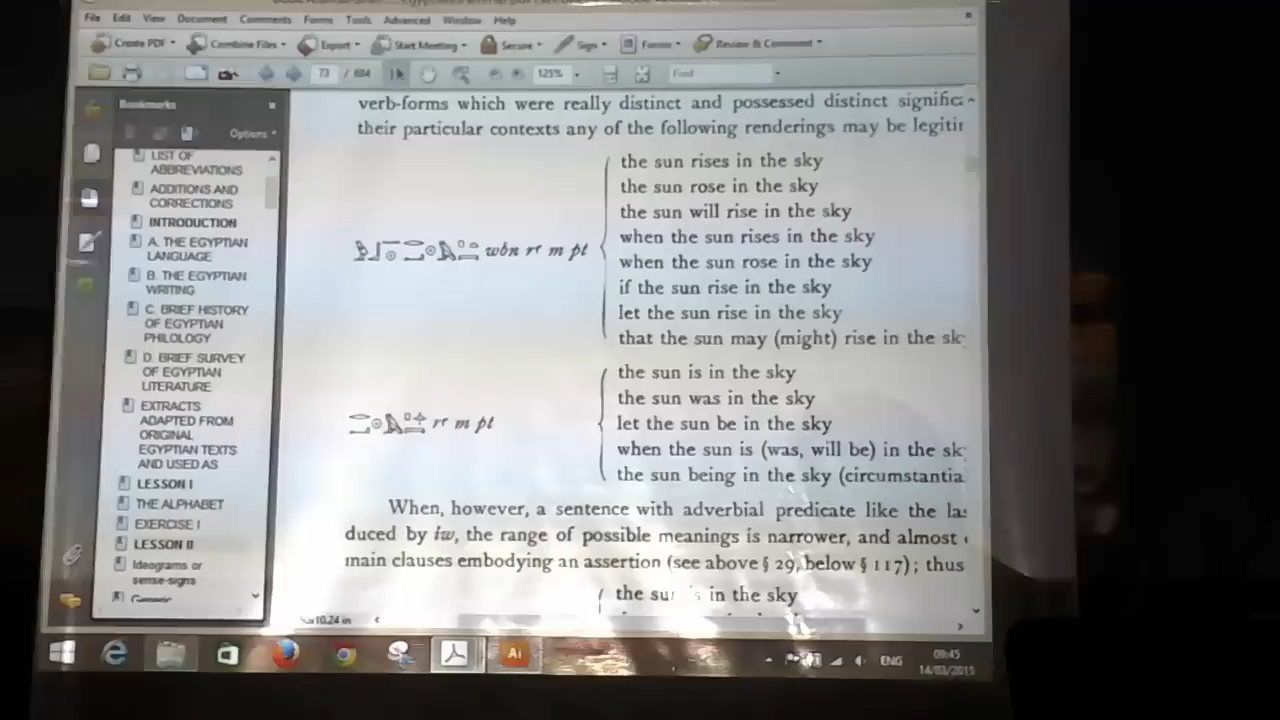 File Edit View Document Comments Forms Tools Advanced Window Help
Create PDF Combine Files Export Start Meeting Secure Sign Forms Review & Comment
73 / 684 125% Find
Bookmarks
Options
LIST OF
ABBREVIATIONS
ADDITIONS AND
CORRECTIONS
INTRODUCTION
A. THE EGYPTIAN
LANGUAGE
B. THE EGYPTIAN
WRITING
C. BRIEF HISTORY
OF EGYPTIAN
PHILOLOGY
D. BRIEF SURVEY
OF EGYPTIAN
LITERATURE
EXTRACTS
ADAPTED FROM
ORIGINAL
EGYPTIAN TEXTS
AND USED AS
LESSON I
THE ALPHABET
EXERCISE I
LESSON II
Ideograms or
sense-signs
verb-forms which were really distinct and possessed distinct signific
their particular contexts any of the following renderings may be legitir
the sun rises in the sky
the sun rose in the sky
the sun will rise in the sky
when the sun rises in the sky
wbn rꜥ m pt
when the sun rose in the sky
if the sun rise in the sky
let the sun rise in the sky
that the sun may (might) rise in the sk
the sun is in the sky
the sun was in the sky
rꜥ m pt
let the sun be in the sky
when the sun is (was, will be) in the sk
the sun being in the sky (circumstantia
When, however, a sentence with adverbial predicate like the la
duced by iw, the range of possible meanings is narrower, and almost
main clauses embodying an assertion (see above § 29, below § 117); thus
the sun is in the sky
10.24 in
Ai
ENG
09:45
14/03/2015